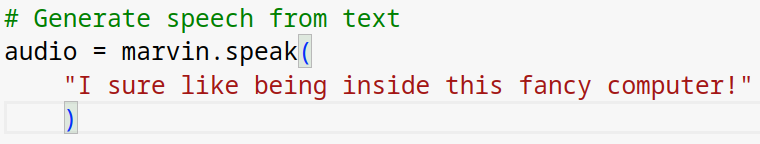 # Generate speech from text
audio = marvin.speak(
    "I sure like being inside this fancy computer!"
    )